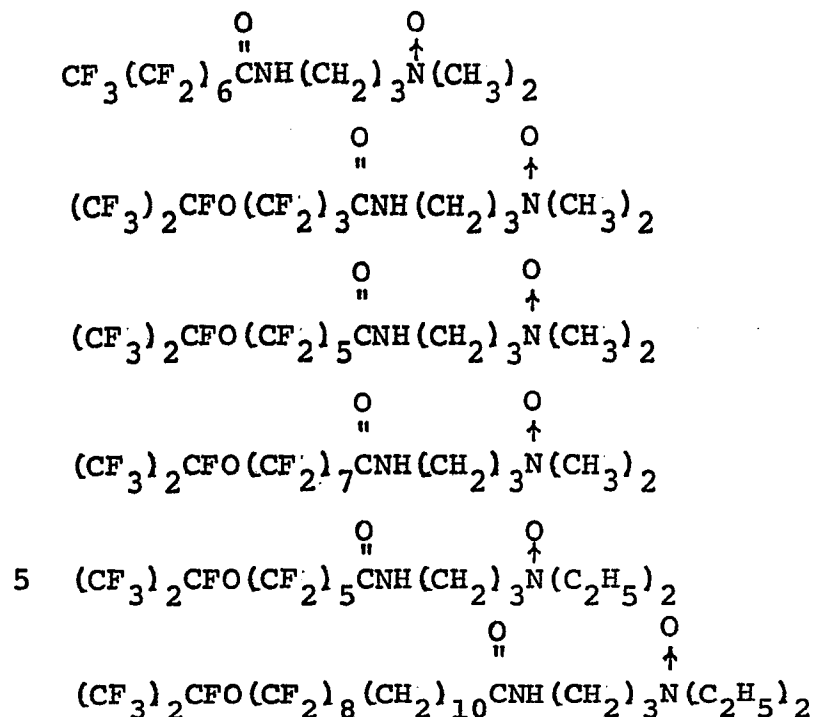 O O
" ↑
CF3(CF2)6CNH(CH2)3N(CH3)2
O O
" ↑
(CF3)2CFO(CF2)3CNH(CH2)3N(CH3)2
O O
" ↑
(CF3)2CFO(CF2)5CNH(CH2)3N(CH3)2
O O
" ↑
(CF3)2CFO(CF2)7CNH(CH2)3N(CH3)2
O O
" ↑
5 (CF3)2CFO(CF2)5CNH(CH2)3N(C2H5)2
O O
" ↑
(CF3)2CFO(CF2)8(CH2)10CNH(CH2)3N(C2H5)2